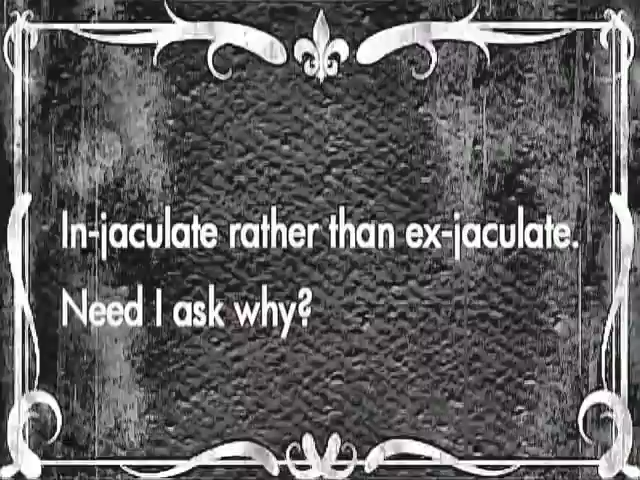 In-jaculate rather than ex-jaculate.
Need I ask why?